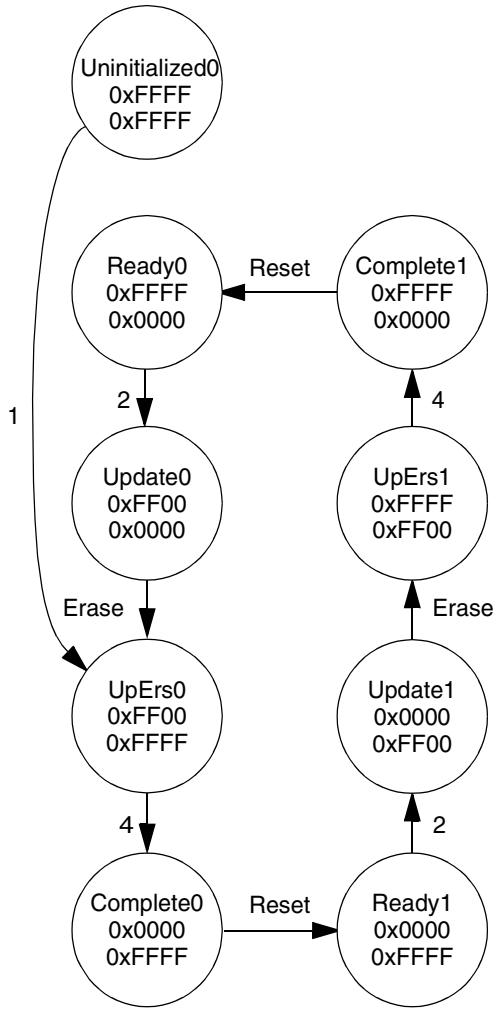 Uninitialized0
0xFFFF
0xFFFF
Ready0
0xFFFF
0x0000
Reset
Complete1
0xFFFF
0x0000
1
2
4
Update0
0xFF00
0x0000
UpErs1
0xFFFF
0xFF00
Erase
Erase
UpErs0
0xFF00
0xFFFF
Update1
0x0000
0xFF00
4
2
Complete0
0x0000
0xFFFF
Reset
Ready1
0x0000
0xFFFF